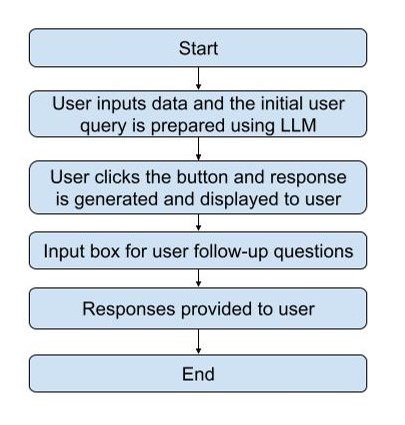 Start
User inputs data and the initial user
query is prepared using LLM
User clicks the button and response
is generated and displayed to user
Input box for user follow-up questions
Responses provided to user
End